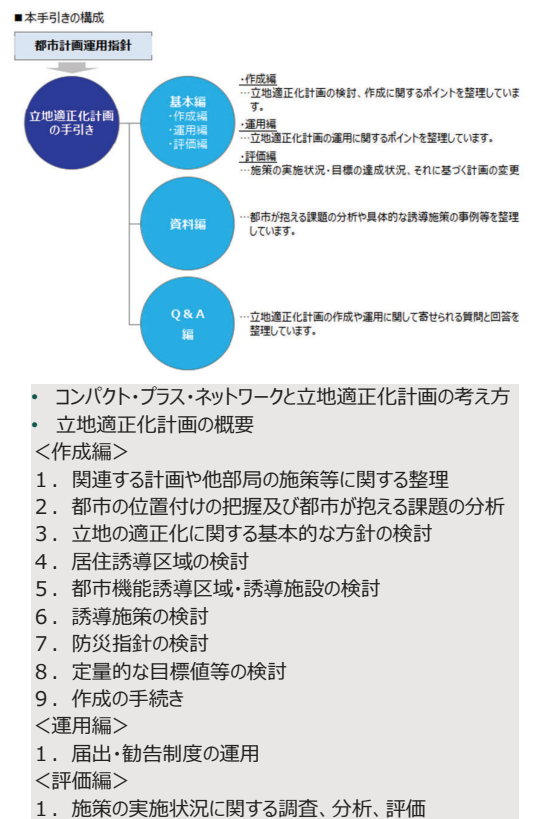 ■本手引きの構成
都市計画運用指針
立地適正化計画
の手引き
基本編
・作成編
・運用編
・評価編
・作成編
…立地適正化計画の検討、作成に関するポイントを整理していま
す。
・運用編
…立地適正化計画の運用に関するポイントを整理しています。
・評価編
…施策の実施状況・目標の達成状況、それに基づく計画の変更
資料編
…都市が抱える課題の分析や具体的な誘導施策の事例等を整理
しています。
Q&A
編
…立地適正化計画の作成や運用に関して寄せられる質問と回答を
整理しています。
• コンパクト・プラス・ネットワークと立地適正化計画の考え方
• 立地適正化計画の概要
<作成編>
1．関連する計画や他部局の施策等に関する整理
2．都市の位置付けの把握及び都市が抱える課題の分析
3．立地の適正化に関する基本的な方針の検討
4．居住誘導区域の検討
5．都市機能誘導区域・誘導施設の検討
6．誘導施策の検討
7．防災指針の検討
8．定量的な目標値等の検討
9．作成の手続き
<運用編>
1．届出・勧告制度の運用
<評価編>
1．施策の実施状況に関する調査、分析、評価